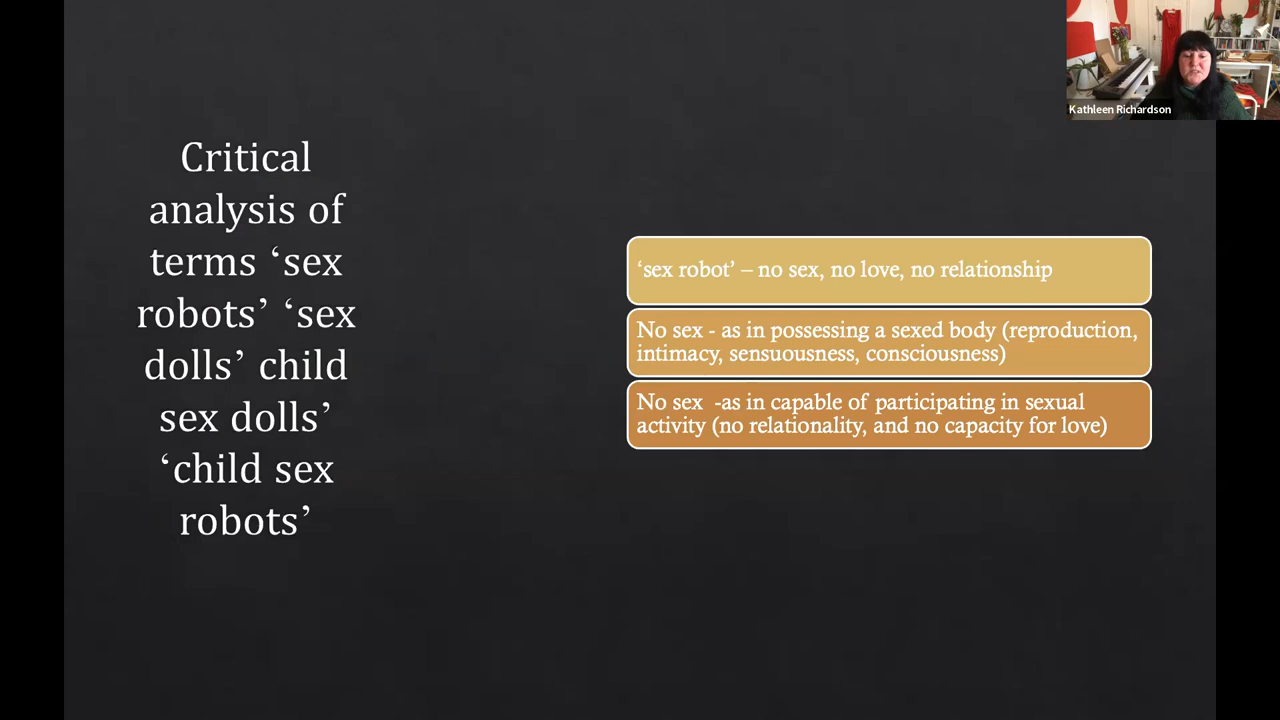 Critical
analysis of
terms ‘sex
robots’ ‘sex
dolls’ child
sex dolls’
‘child sex
robots’
‘sex robot’ – no sex, no love, no relationship
No sex - as in possessing a sexed body (reproduction,
intimacy, sensuousness, consciousness)
No sex -as in capable of participating in sexual
activity (no relationality, and no capacity for love)
Kathleen Richardson